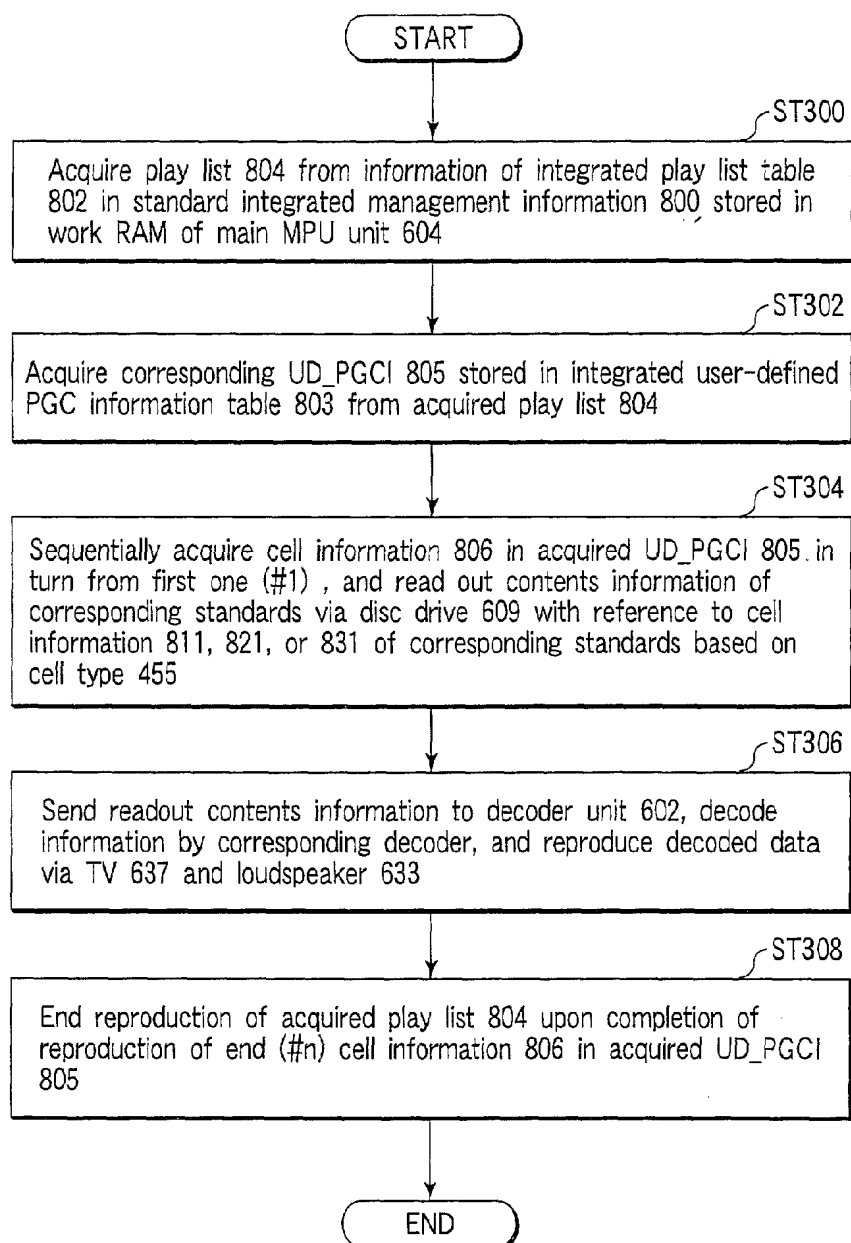 START
ST300
Acquire play list 804 from information of integrated play list table
802 in standard integrated management information 800 stored in
work RAM of main MPU unit 604
ST302
Acquire corresponding UD_PGCI 805 stored in integrated user-defined
PGC information table 803 from acquired play list 804
ST304
Sequentially acquire cell information 806 in acquired UD_PGCI 805 in
turn from first one (#1) , and read out contents information of
corresponding standards via disc drive 609 with reference to cell
information 811, 821, or 831 of corresponding standards based on
cell type 455
ST306
Send readout contents information to decoder unit 602, decode
information by corresponding decoder, and reproduce decoded data
via TV 637 and loudspeaker 633
ST308
End reproduction of acquired play list 804 upon completion of
reproduction of end (#n) cell information 806 in acquired UD_PGCI
805
END